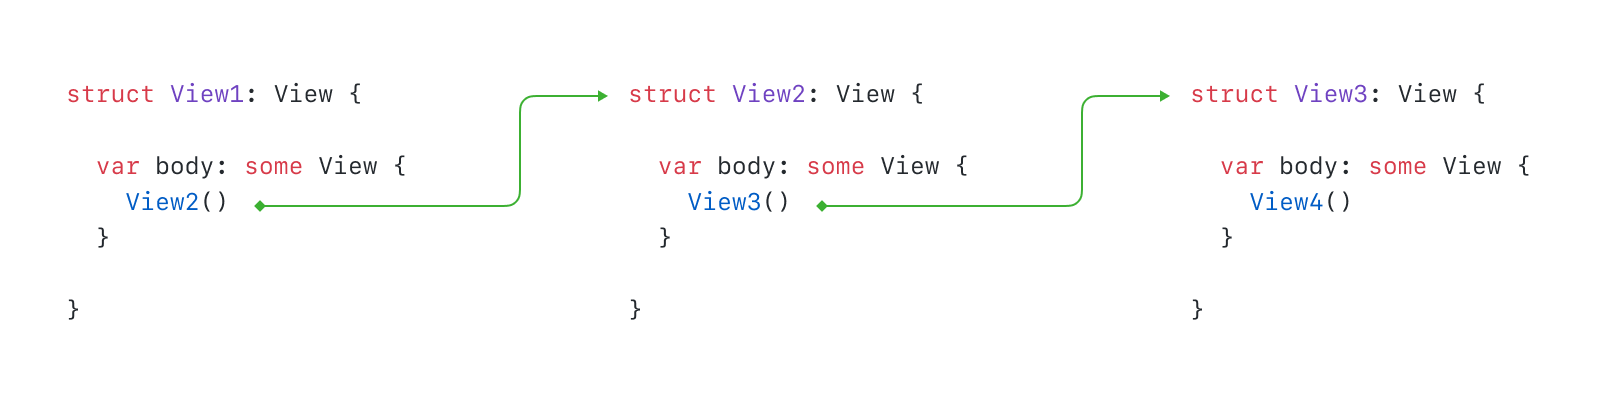 struct View1: View {
  var body: some View {
    View2()
  }
}
struct View2: View {
  var body: some View {
    View3()
  }
}
struct View3: View {
  var body: some View {
    View4()
  }
}